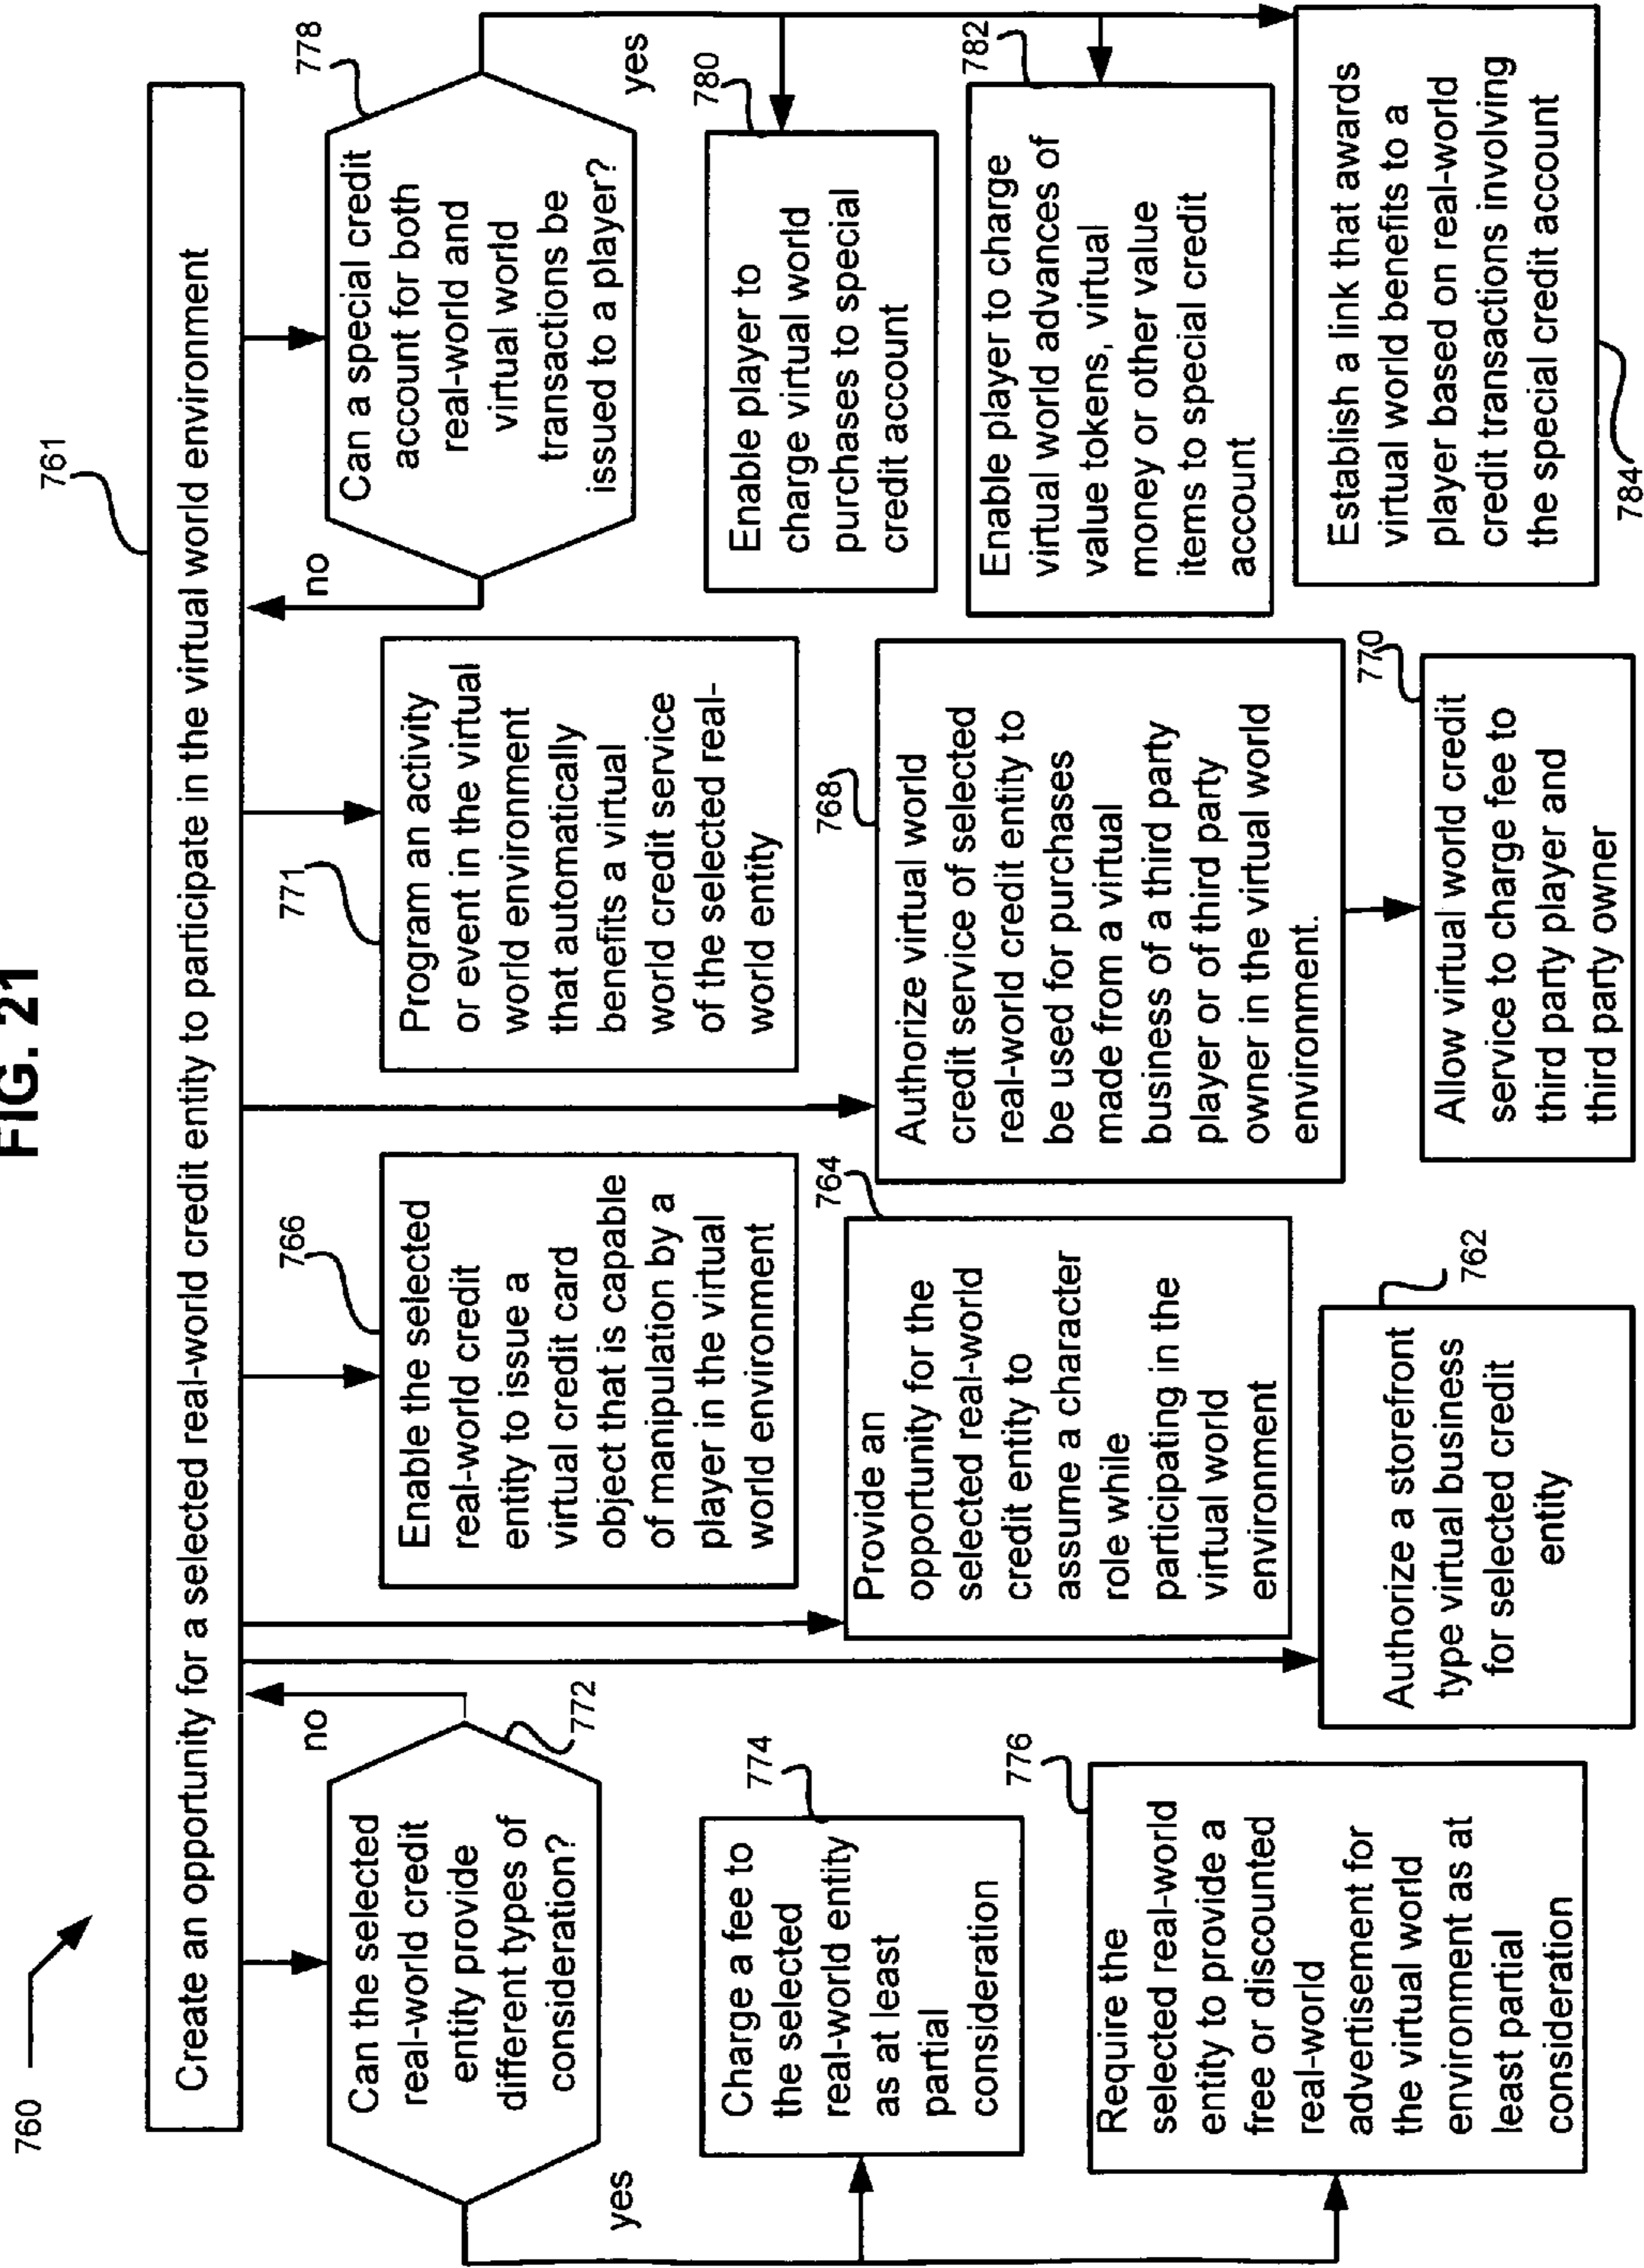 FIG. 21
760
761
Create an opportunity for a selected real-world credit entity to participate in the virtual world environment
Can the selected
real-world credit
entity provide
different types of
consideration?
772
no
yes
Charge a fee to
the selected
real-world entity
as at least
partial
consideration
774
Require the
selected real-world
entity to provide a
free or discounted
real-world
advertisement for
the virtual world
environment as at
least partial
consideration
776
Enable the selected
real-world credit
entity to issue a
virtual credit card
object that is capable
of manipulation by a
player in the virtual
world environment
766
Provide an
opportunity for the
selected real-world
credit entity to
assume a character
role while
participating in the
virtual world
environment
764
Authorize a storefront
type virtual business
for selected credit
entity
762
Program an activity
or event in the virtual
world environment
that automatically
benefits a virtual
world credit service
of the selected real-
world entity
771
Authorize virtual world
credit service of selected
real-world credit entity to
be used for purchases
made from a virtual
business of a third party
player or of third party
owner in the virtual world
environment.
768
Allow virtual world credit
service to charge fee to
third party player and
third party owner
770
Can a special credit
account for both
real-world and
virtual world
transactions be
issued to a player?
778
no
yes
Enable player to
charge virtual world
purchases to special
credit account
780
Enable player to charge
virtual world advances of
value tokens, virtual
money or other value
items to special credit
account
782
Establish a link that awards
virtual world benefits to a
player based on real-world
credit transactions involving
the special credit account
784